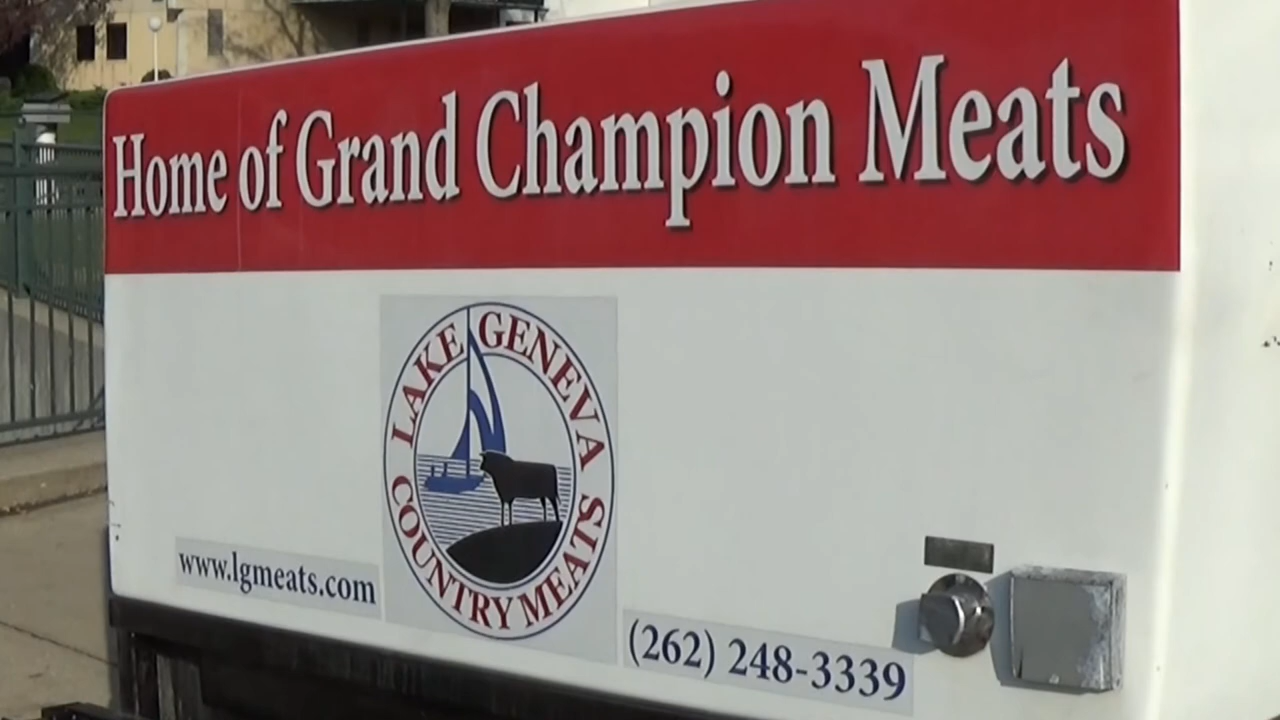 Home of Grand Champion Meats
LAKE GENEVA
COUNTRY MEATS
www.lgmeats.com
(262) 248-3339